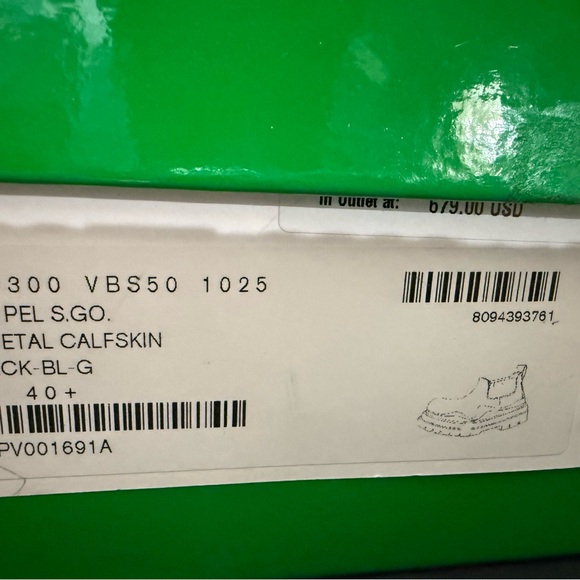 In Outlet at: 679.00 USD
300 VBS50 1025
PEL S.GO.
ETAL CALFSKIN
CK-BL-G
40+
PV001691A
8094393761